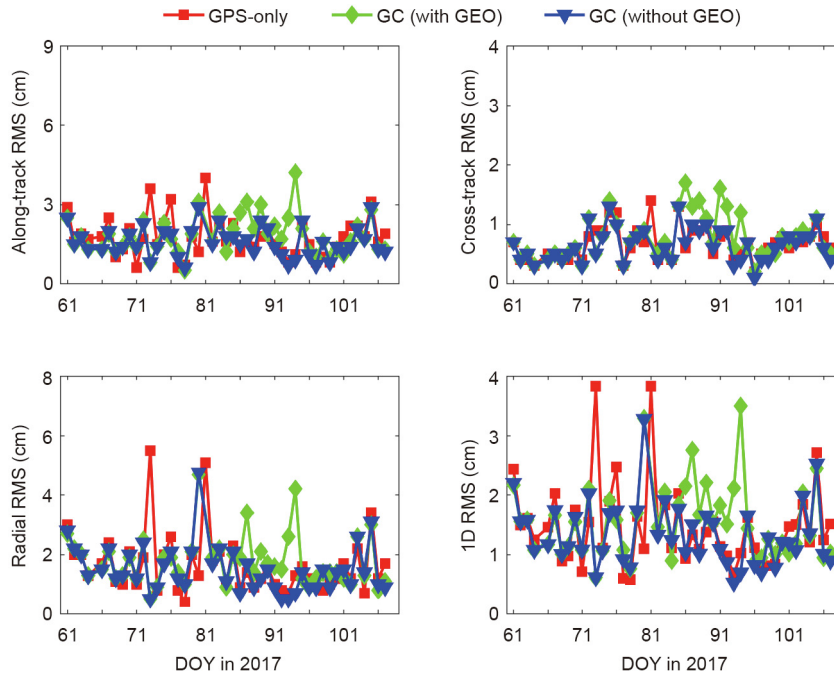 GPS-only GC (with GEO) GC (without GEO)
Along-track RMS (cm)
9
6
3
0
61 71 81 91 101
Cross-track RMS (cm)
4
3
2
1
0
61 71 81 91 101
Radial RMS (cm)
8
6
4
2
0
61 71 81 91 101
DOY in 2017
1D RMS (cm)
4
3
2
1
0
61 71 81 91 101
DOY in 2017